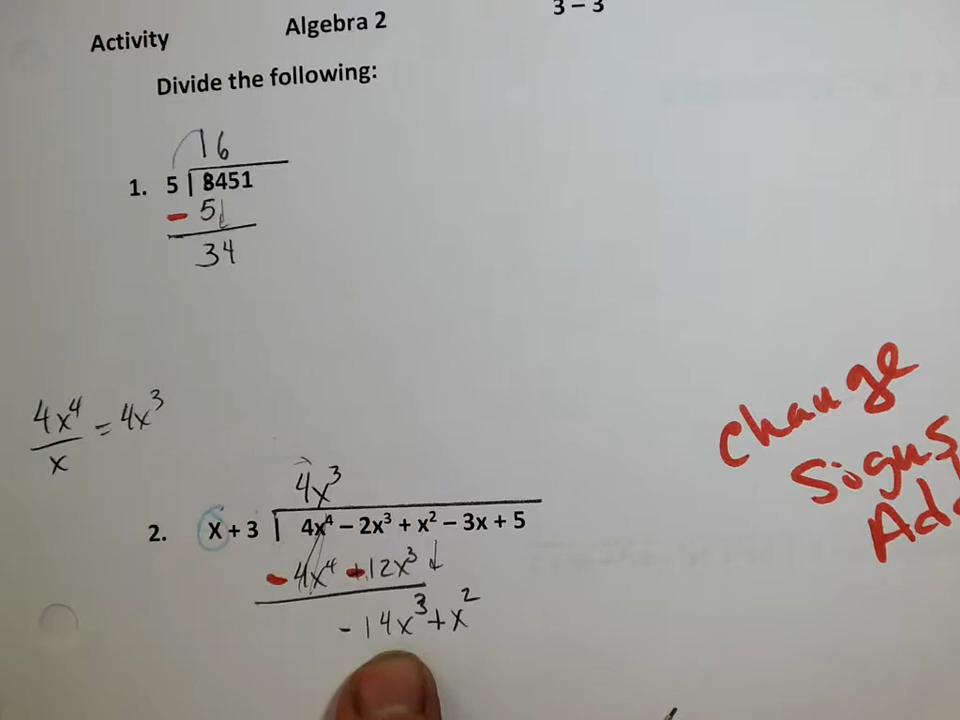 3 – 3
Activity Algebra 2
Divide the following:
16
1. 5 | 8451
- 5↓
34
4x⁴/x = 4x³
4x³
2. x + 3 | 4x⁴ – 2x³ + x² – 3x + 5
- 4x⁴ - 12x³ ↓
-14x³ + x²
Change
Signs
Add